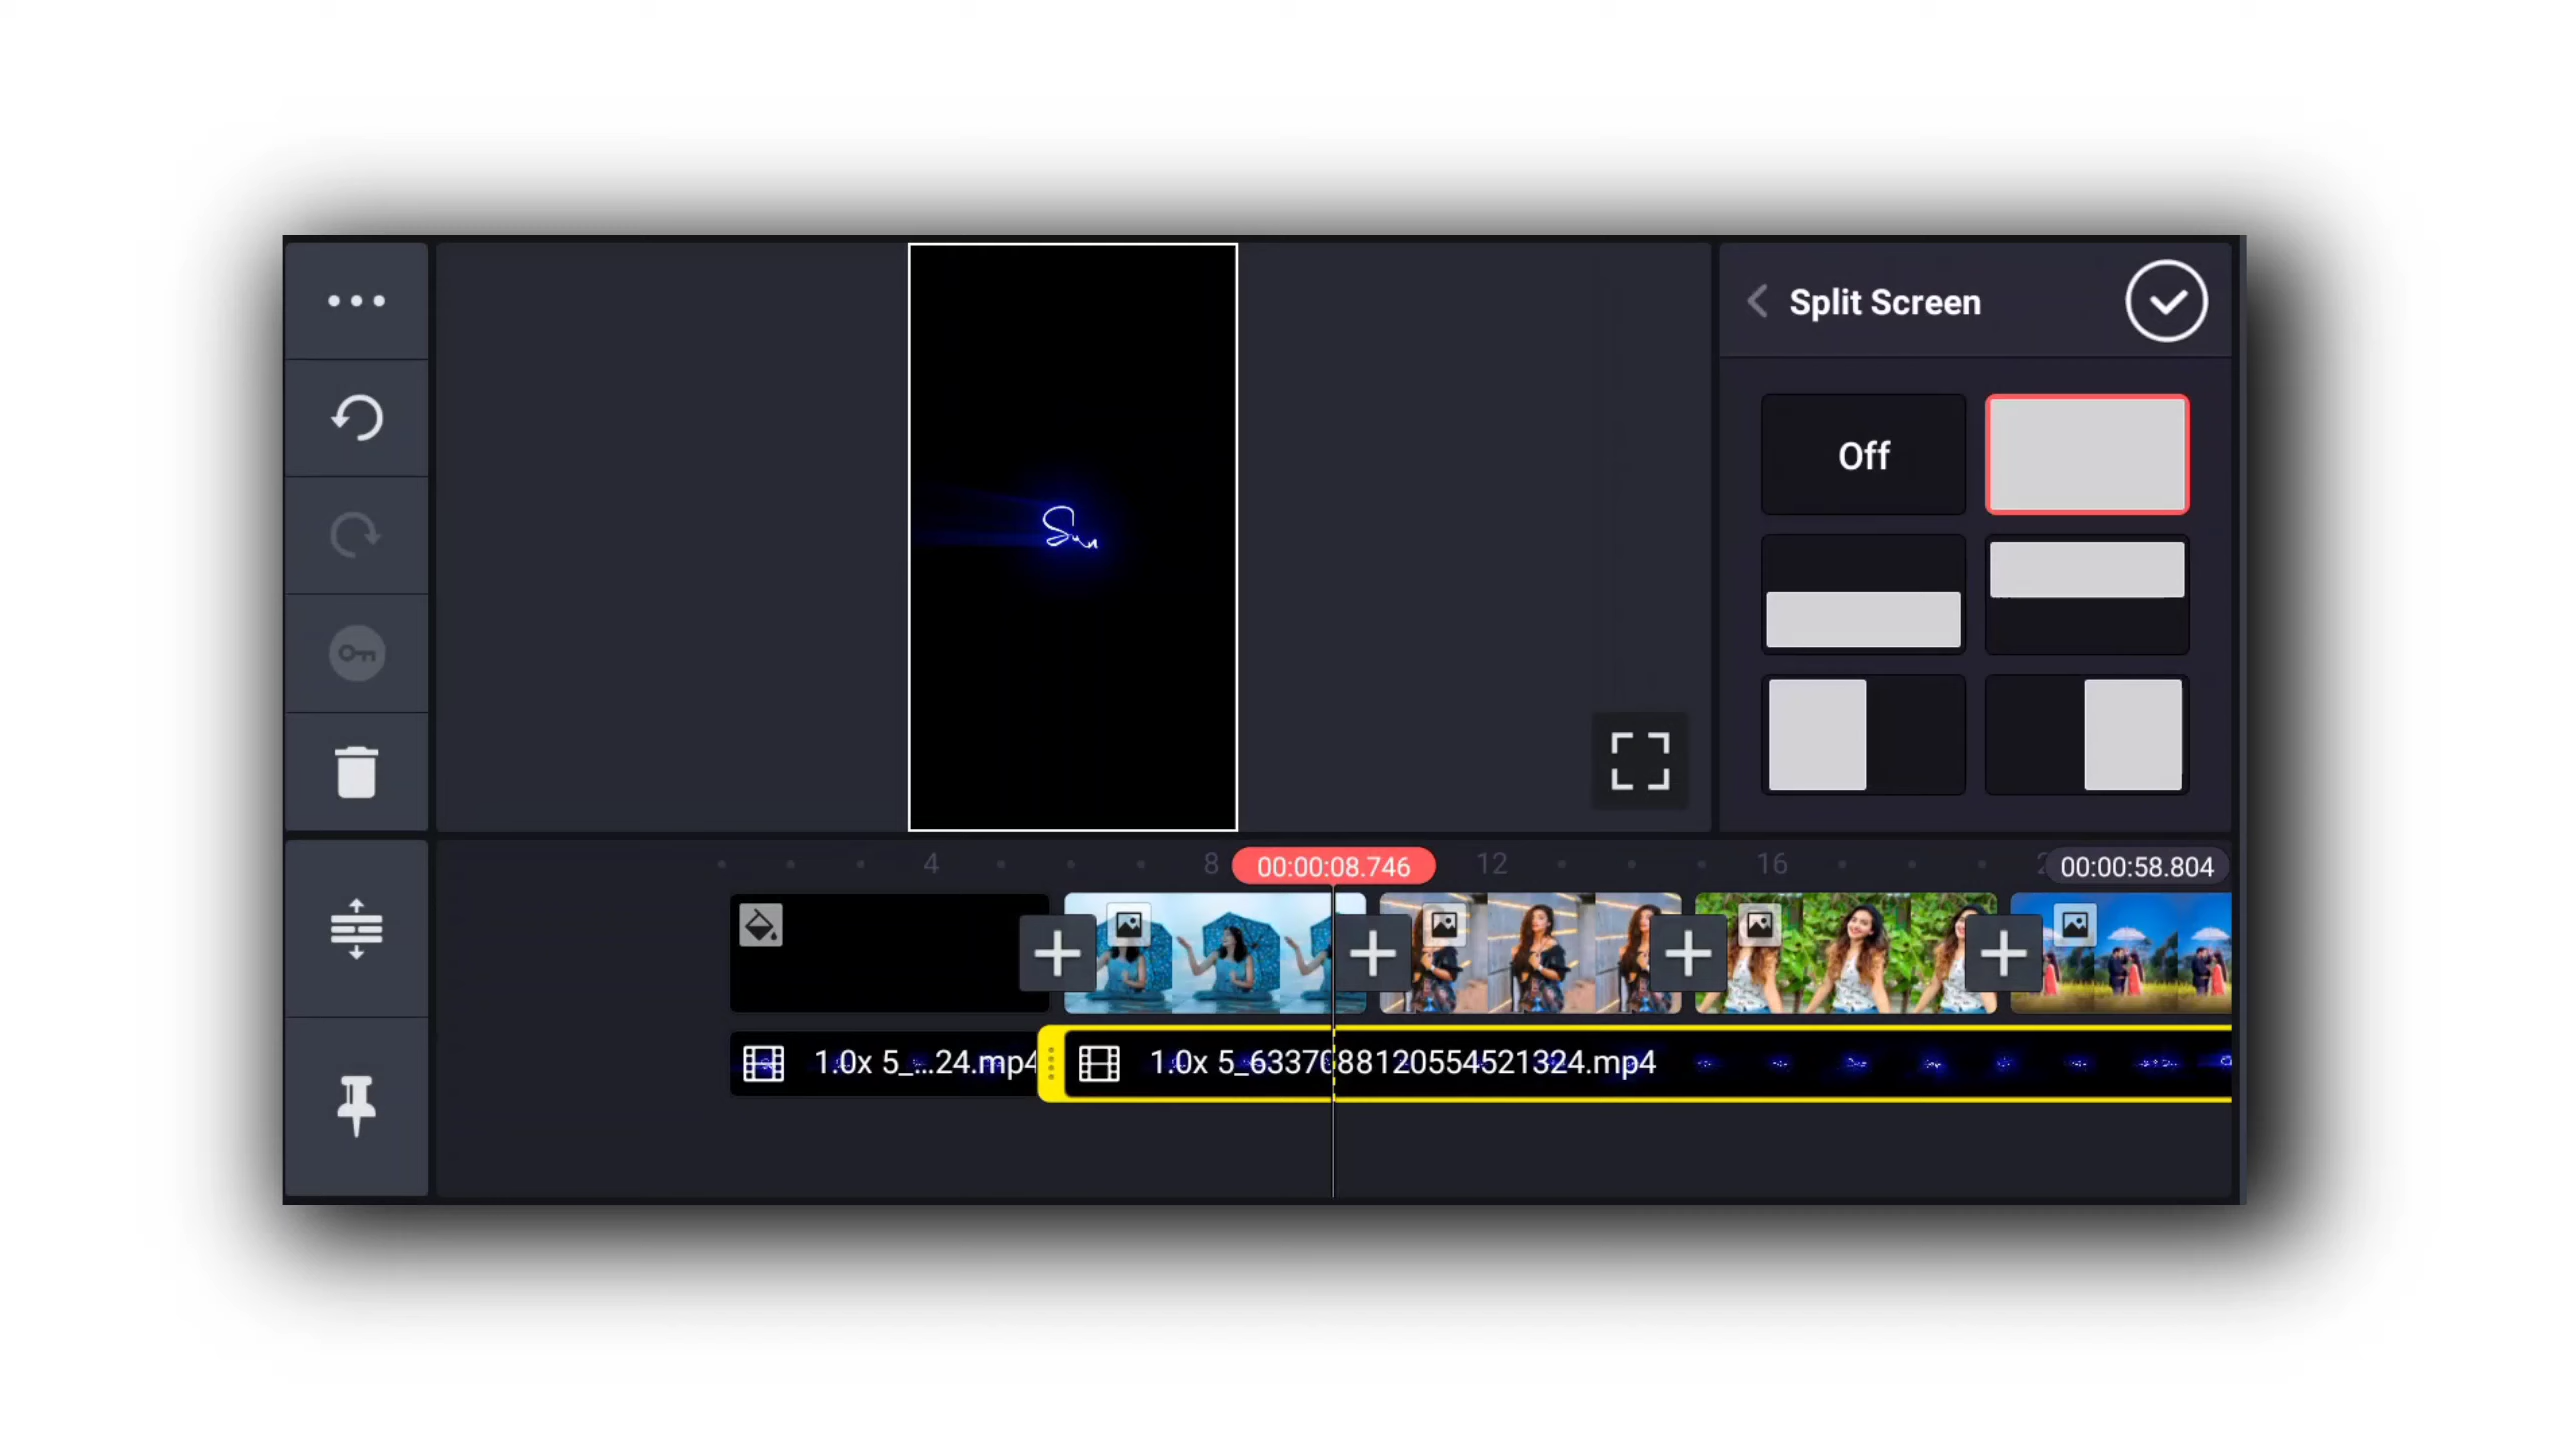 Split Screen
Off
Sun
4
8
00:00:08.746
12
16
00:00:58.804
1.0x 5_...24.mp4
1.0x 5_6337088120554521324.mp4